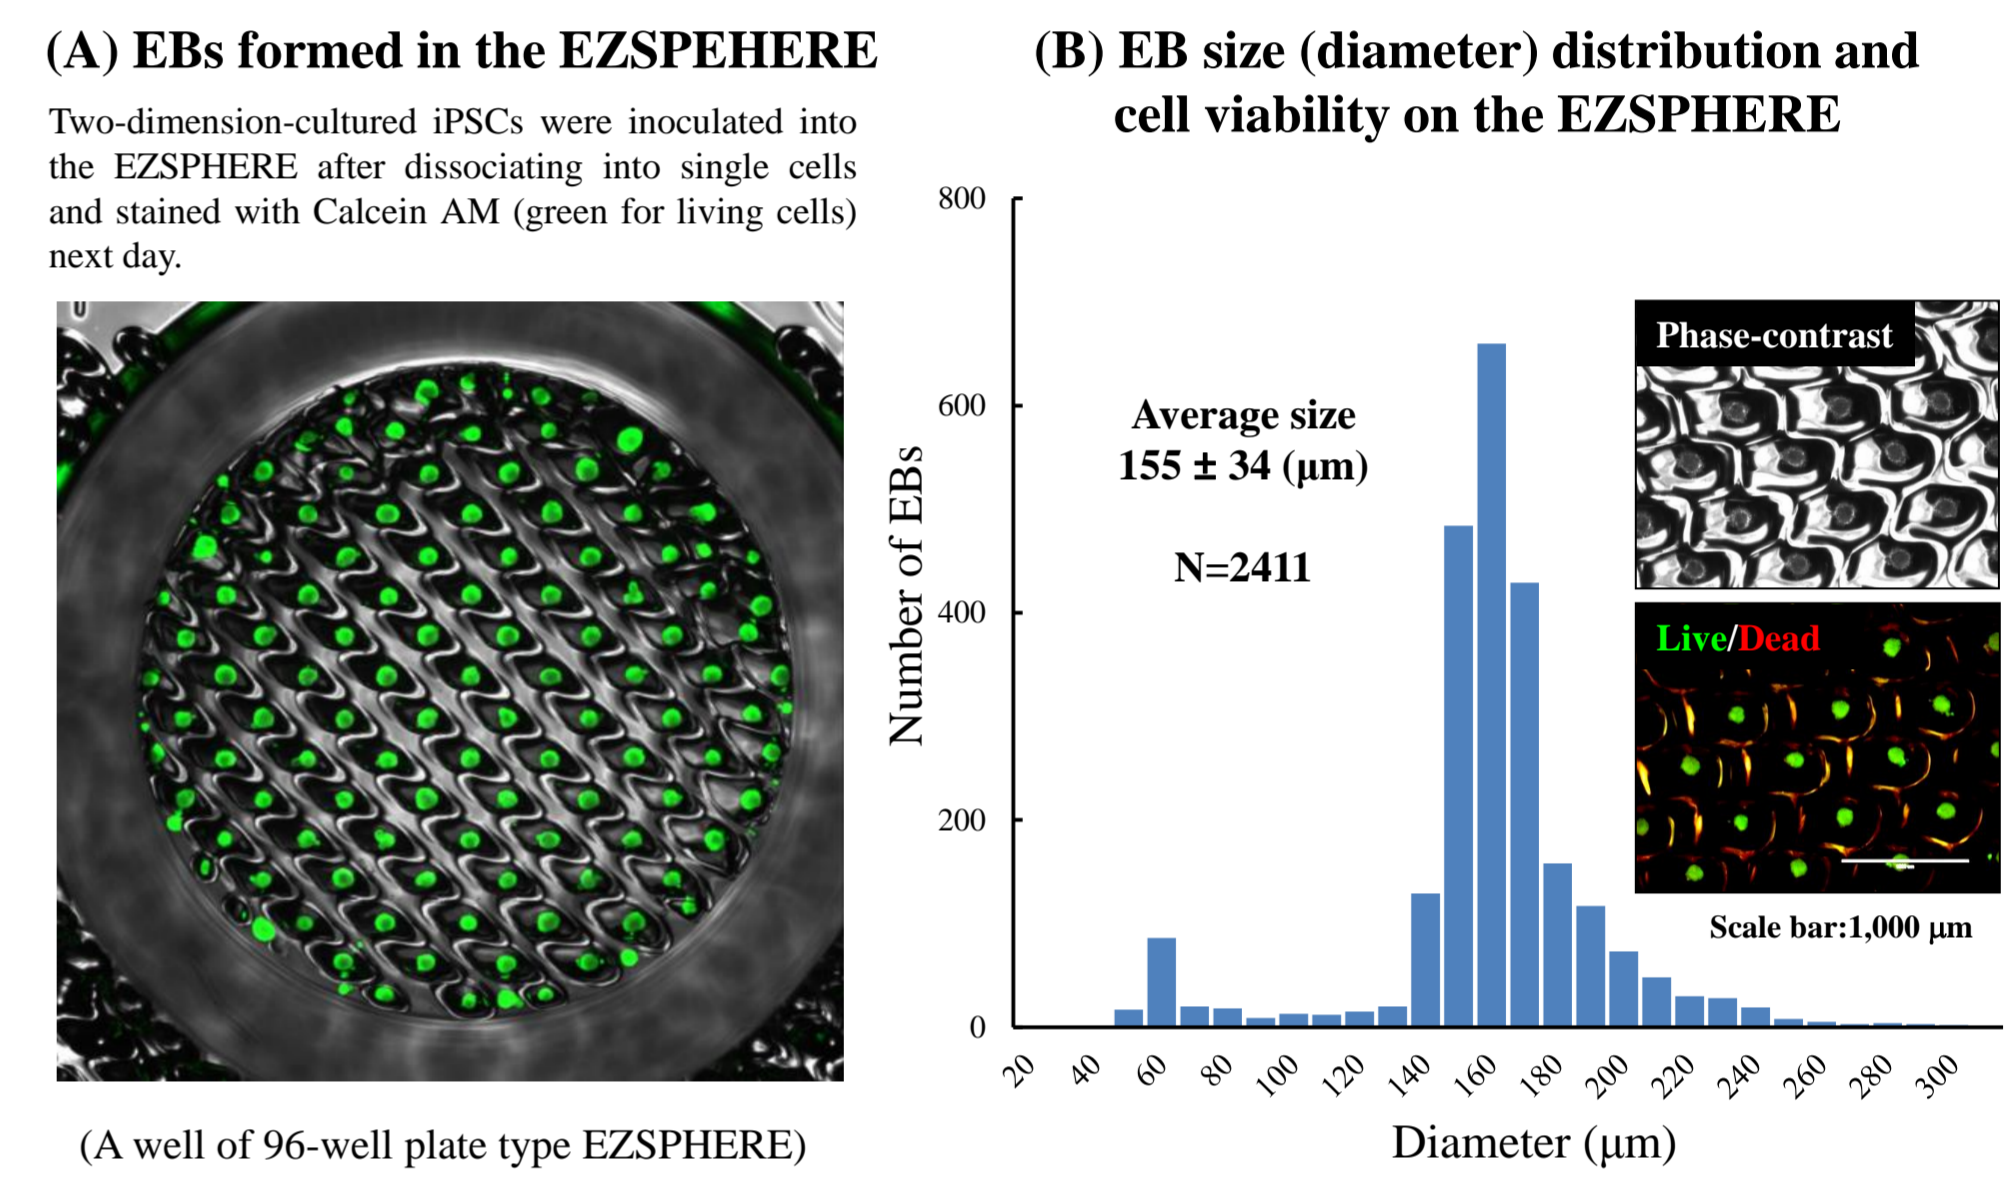 (A) EBs formed in the EZSPEHERE
Two-dimension-cultured iPSCs were inoculated into
the EZSPHERE after dissociating into single cells
and stained with Calcein AM (green for living cells)
next day.
(A well of 96-well plate type EZSPHERE)
(B) EB size (diameter) distribution and
cell viability on the EZSPHERE
Number of EBs
800
600
400
200
0
Average size
155 ± 34 (μm)
N=2411
Phase-contrast
Live/Dead
Scale bar:1,000 μm
20 40 60 80 100 120 140 160 180 200 220 240 260 280 300
Diameter (μm)